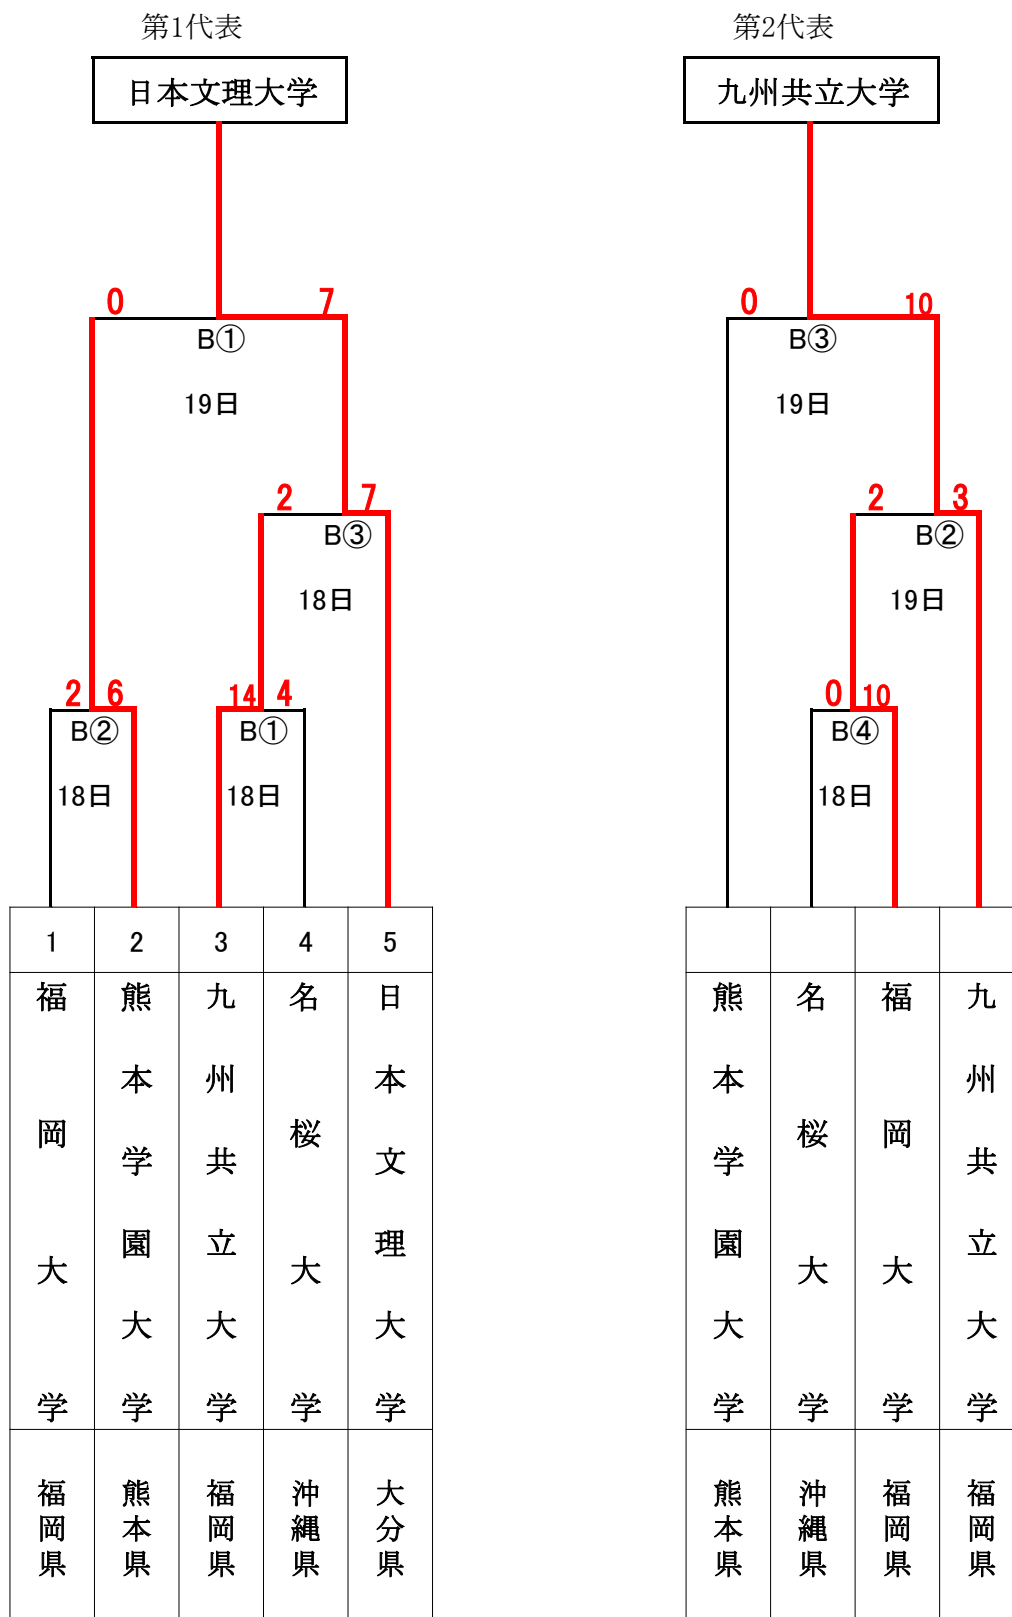 第1代表
日本文理大学
0 7
B①
19日
2 7
B③
18日
2 6
B②
18日
14 4
B①
18日
1 2 3 4 5
福岡大学
熊本学園大学
九州共立大学
名桜大学
日本文理大学
福岡県
熊本県
福岡県
沖縄県
大分県
第2代表
九州共立大学
0 10
B③
19日
2 3
B②
19日
0 10
B④
18日
熊本学園大学
名桜大学
福岡大学
九州共立大学
熊本県
沖縄県
福岡県
福岡県